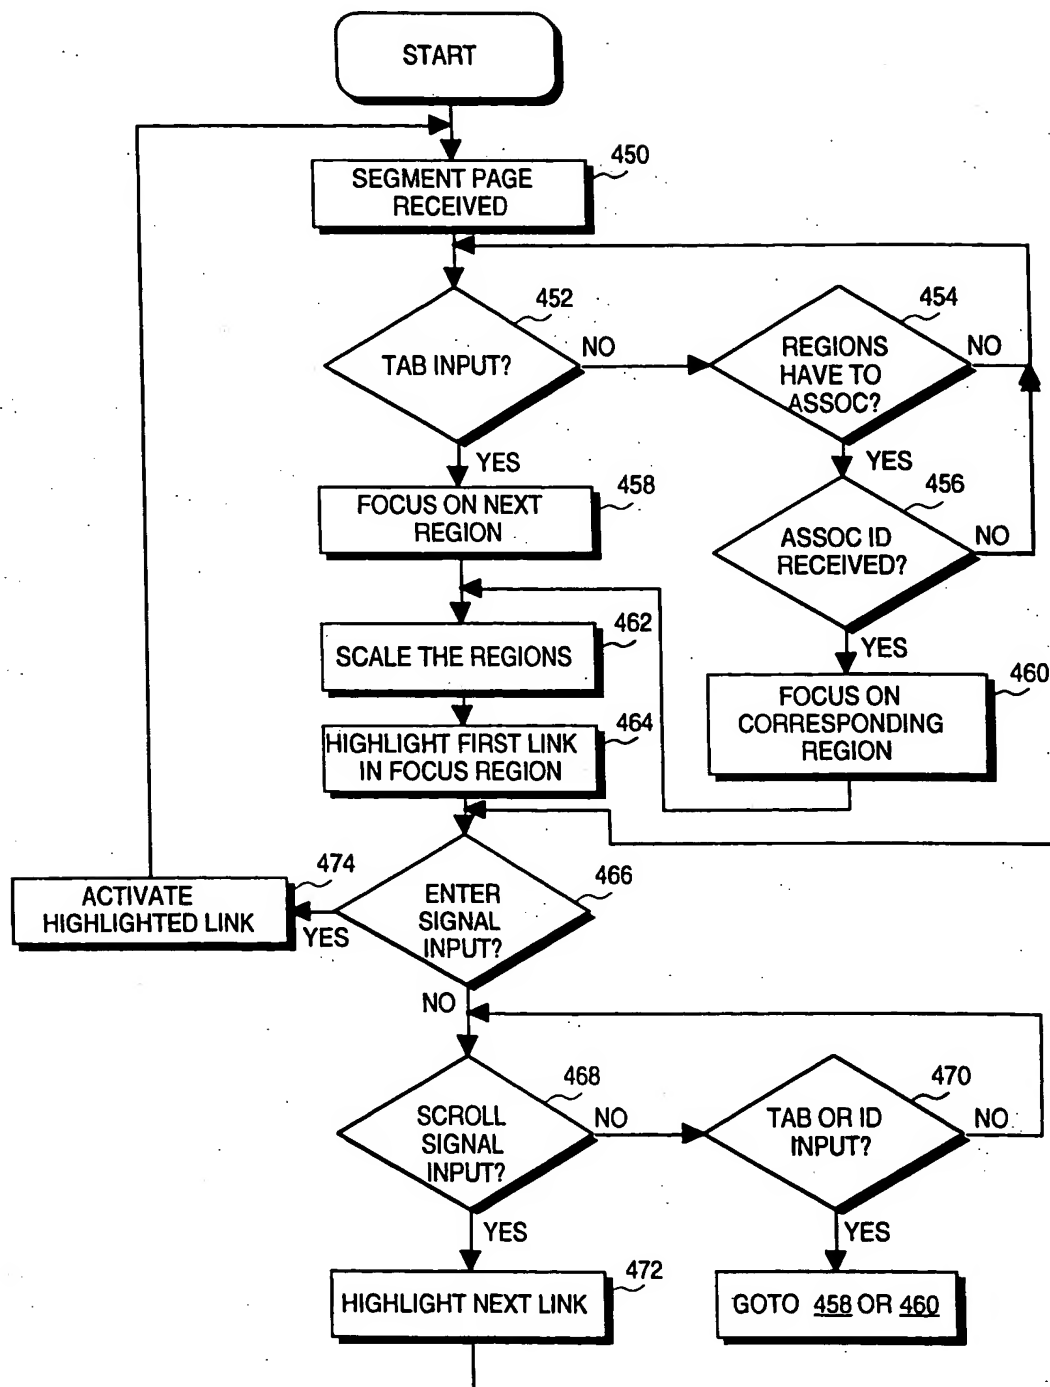 START
450
SEGMENT PAGE
RECEIVED
452
TAB INPUT?
NO
454
REGIONS
HAVE TO
ASSOC?
NO
YES
YES
458
FOCUS ON NEXT
REGION
456
ASSOC ID
RECEIVED?
NO
YES
462
SCALE THE REGIONS
460
FOCUS ON
CORRESPONDING
REGION
464
HIGHLIGHT FIRST LINK
IN FOCUS REGION
474
ACTIVATE
HIGHLIGHTED LINK
YES
466
ENTER
SIGNAL
INPUT?
NO
468
SCROLL
SIGNAL
INPUT?
NO
470
TAB OR ID
INPUT?
NO
YES
YES
472
HIGHLIGHT NEXT LINK
GOTO 458 OR 460